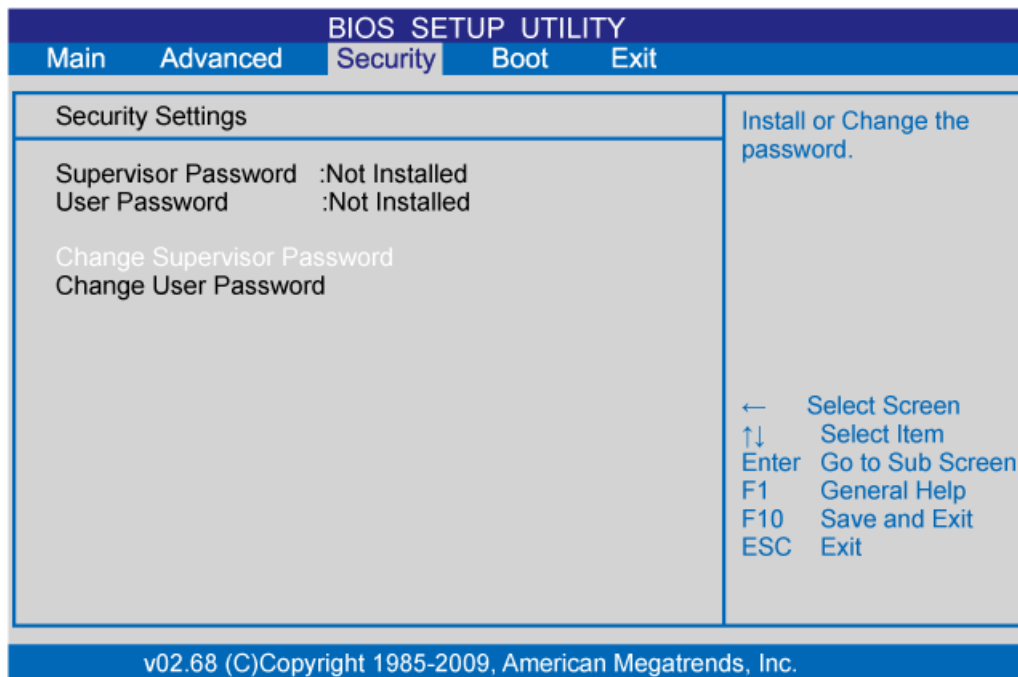 BIOS SETUP UTILITY
Main Advanced Security Boot Exit
Security Settings
Supervisor Password :Not Installed
User Password :Not Installed
Change Supervisor Password
Change User Password
Install or Change the
password.
← Select Screen
↑↓ Select Item
Enter Go to Sub Screen
F1 General Help
F10 Save and Exit
ESC Exit
v02.68 (C)Copyright 1985-2009, American Megatrends, Inc.